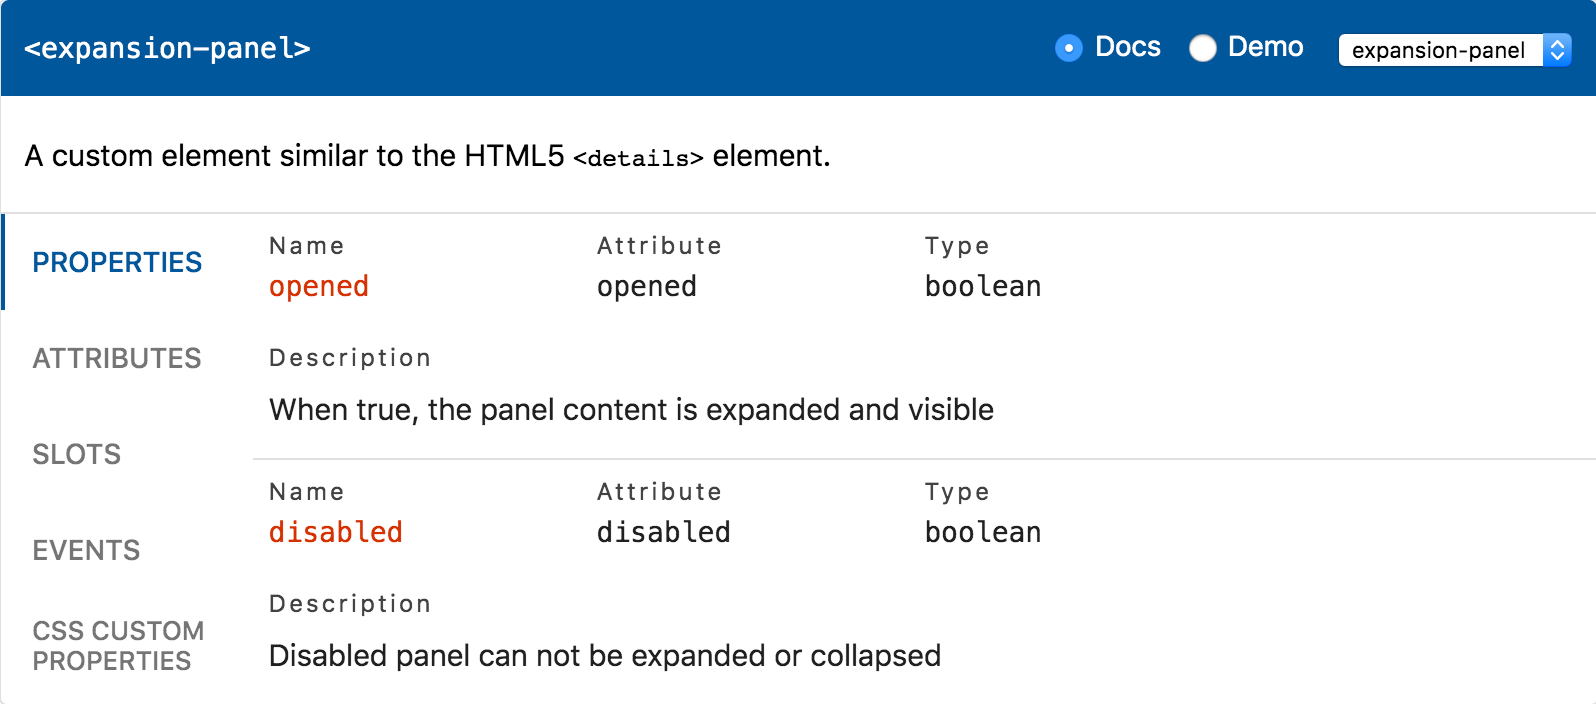 <expansion-panel>
Docs Demo expansion-panel
A custom element similar to the HTML5 <details> element.
PROPERTIES
ATTRIBUTES
SLOTS
EVENTS
CSS CUSTOM
PROPERTIES
Name Attribute Type
opened opened boolean
Description
When true, the panel content is expanded and visible
Name Attribute Type
disabled disabled boolean
Description
Disabled panel can not be expanded or collapsed